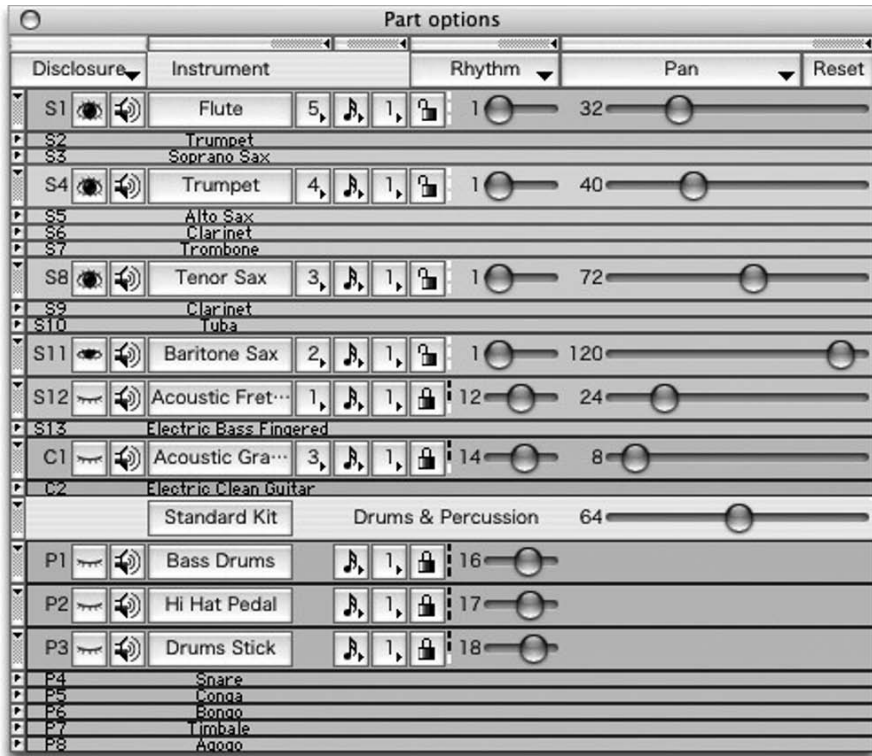 Part options
Disclosure Instrument Rhythm Pan Reset
S1 Flute 5 1 1 32
S2 Trumpet
S3 Soprano Sax
S4 Trumpet 4 1 1 40
S5 Alto Sax
S6 Clarinet
S7 Trombone
S8 Tenor Sax 3 1 1 72
S9 Clarinet
S10 Tuba
S11 Baritone Sax 2 1 1 120
S12 Acoustic Fret··· 1 1 12 24
S13 Electric Bass Fingered
C1 Acoustic Gra··· 3 1 14 8
C2 Electric Clean Guitar
Standard Kit Drums & Percussion 64
P1 Bass Drums 1 16
P2 Hi Hat Pedal 1 17
P3 Drums Stick 1 18
P4 Snare
P5 Conga
P6 Bongo
P7 Timbale
P8 Agogo